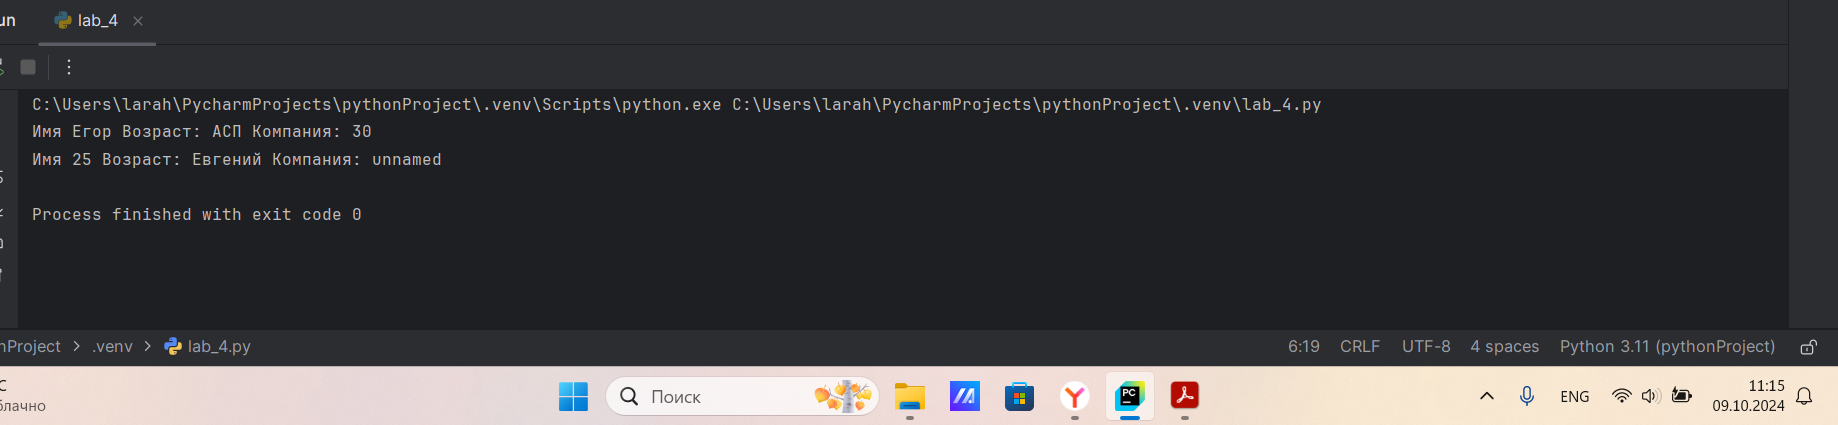 lab_4
C:\Users\larah\PycharmProjects\pythonProject\.venv\Scripts\python.exe C:\Users\larah\PycharmProjects\pythonProject\.venv\lab_4.py
Имя Егор Возраст: АСП Компания: 30
Имя 25 Возраст: Евгений Компания: unnamed
Process finished with exit code 0
nProject > .venv > lab_4.py
6:19 CRLF UTF-8 4 spaces Python 3.11 (pythonProject)
Поиск
PC
ENG
11:15
09.10.2024